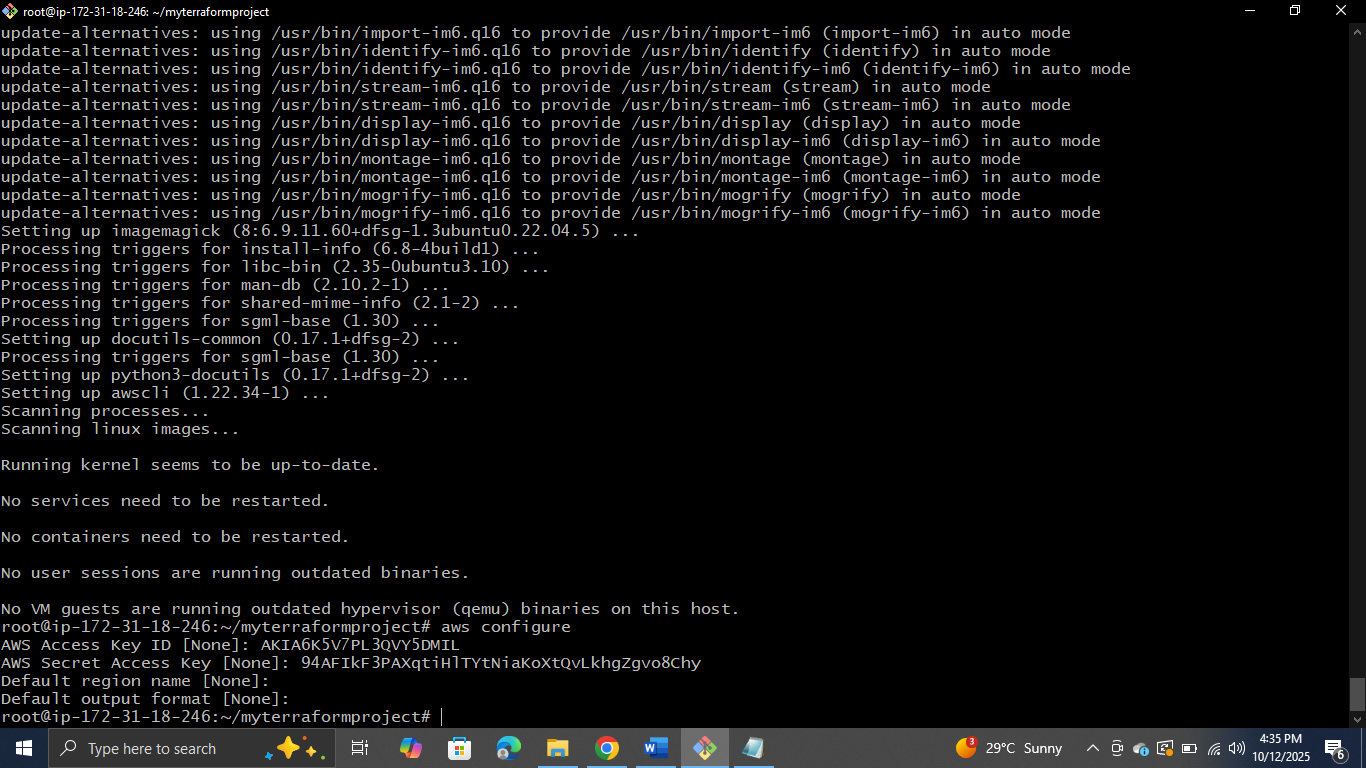 root@ip-172-31-18-246: ~/myterraformproject
update-alternatives: using /usr/bin/import-im6.q16 to provide /usr/bin/import-im6 (import-im6) in auto mode
update-alternatives: using /usr/bin/identify-im6.q16 to provide /usr/bin/identify (identify) in auto mode
update-alternatives: using /usr/bin/identify-im6.q16 to provide /usr/bin/identify-im6 (identify-im6) in auto mode
update-alternatives: using /usr/bin/stream-im6.q16 to provide /usr/bin/stream (stream) in auto mode
update-alternatives: using /usr/bin/stream-im6.q16 to provide /usr/bin/stream-im6 (stream-im6) in auto mode
update-alternatives: using /usr/bin/display-im6.q16 to provide /usr/bin/display (display) in auto mode
update-alternatives: using /usr/bin/display-im6.q16 to provide /usr/bin/display-im6 (display-im6) in auto mode
update-alternatives: using /usr/bin/montage-im6.q16 to provide /usr/bin/montage (montage) in auto mode
update-alternatives: using /usr/bin/montage-im6.q16 to provide /usr/bin/montage-im6 (montage-im6) in auto mode
update-alternatives: using /usr/bin/mogrify-im6.q16 to provide /usr/bin/mogrify (mogrify) in auto mode
update-alternatives: using /usr/bin/mogrify-im6.q16 to provide /usr/bin/mogrify-im6 (mogrify-im6) in auto mode
Setting up imagemagick (8:6.9.11.60+dfsg-1.3ubuntu0.22.04.5) ...
Processing triggers for install-info (6.8-4build1) ...
Processing triggers for libc-bin (2.35-0ubuntu3.10) ...
Processing triggers for man-db (2.10.2-1) ...
Processing triggers for shared-mime-info (2.1-2) ...
Processing triggers for sgml-base (1.30) ...
Setting up docutils-common (0.17.1+dfsg-2) ...
Processing triggers for sgml-base (1.30) ...
Setting up python3-docutils (0.17.1+dfsg-2) ...
Setting up awscli (1.22.34-1) ...
Scanning processes...
Scanning linux images...
Running kernel seems to be up-to-date.
No services need to be restarted.
No containers need to be restarted.
No user sessions are running outdated binaries.
No VM guests are running outdated hypervisor (qemu) binaries on this host.
root@ip-172-31-18-246:~/myterraformproject# aws configure
AWS Access Key ID [None]: AKIA6K5V7PL3QVY5DMIL
AWS Secret Access Key [None]: 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
Default region name [None]:
Default output format [None]:
root@ip-172-31-18-246:~/myterraformproject#
Type here to search
3
29°C Sunny
4:35 PM
10/12/2025
6